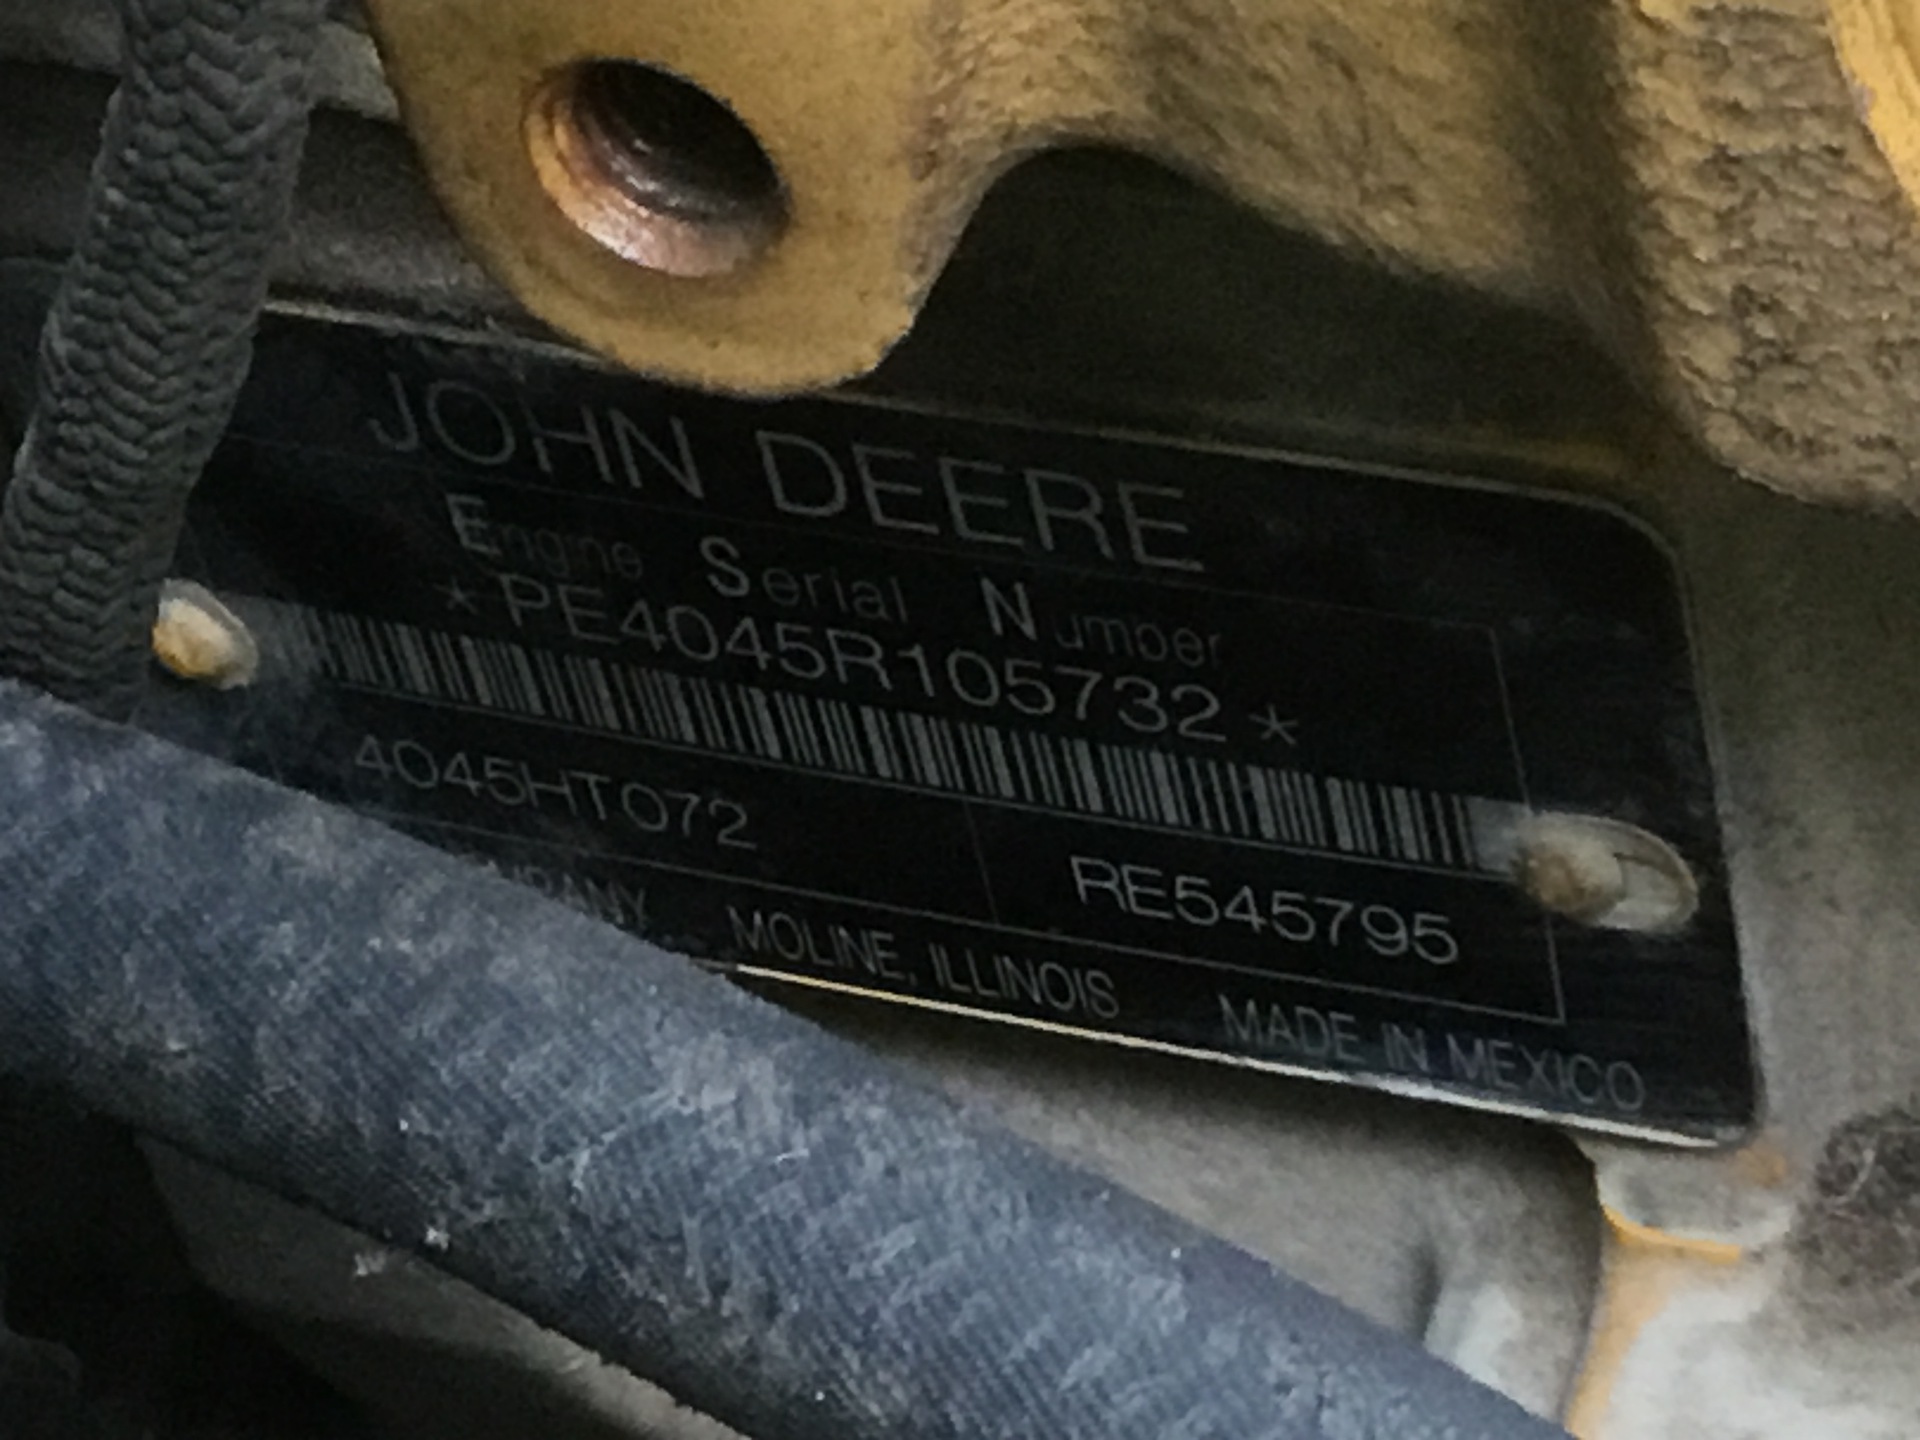 JOHN DEERE
Engine Serial Number
*PE4045R105732*
4045HT072
RE545795
MOLINE, ILLINOIS MADE IN MEXICO